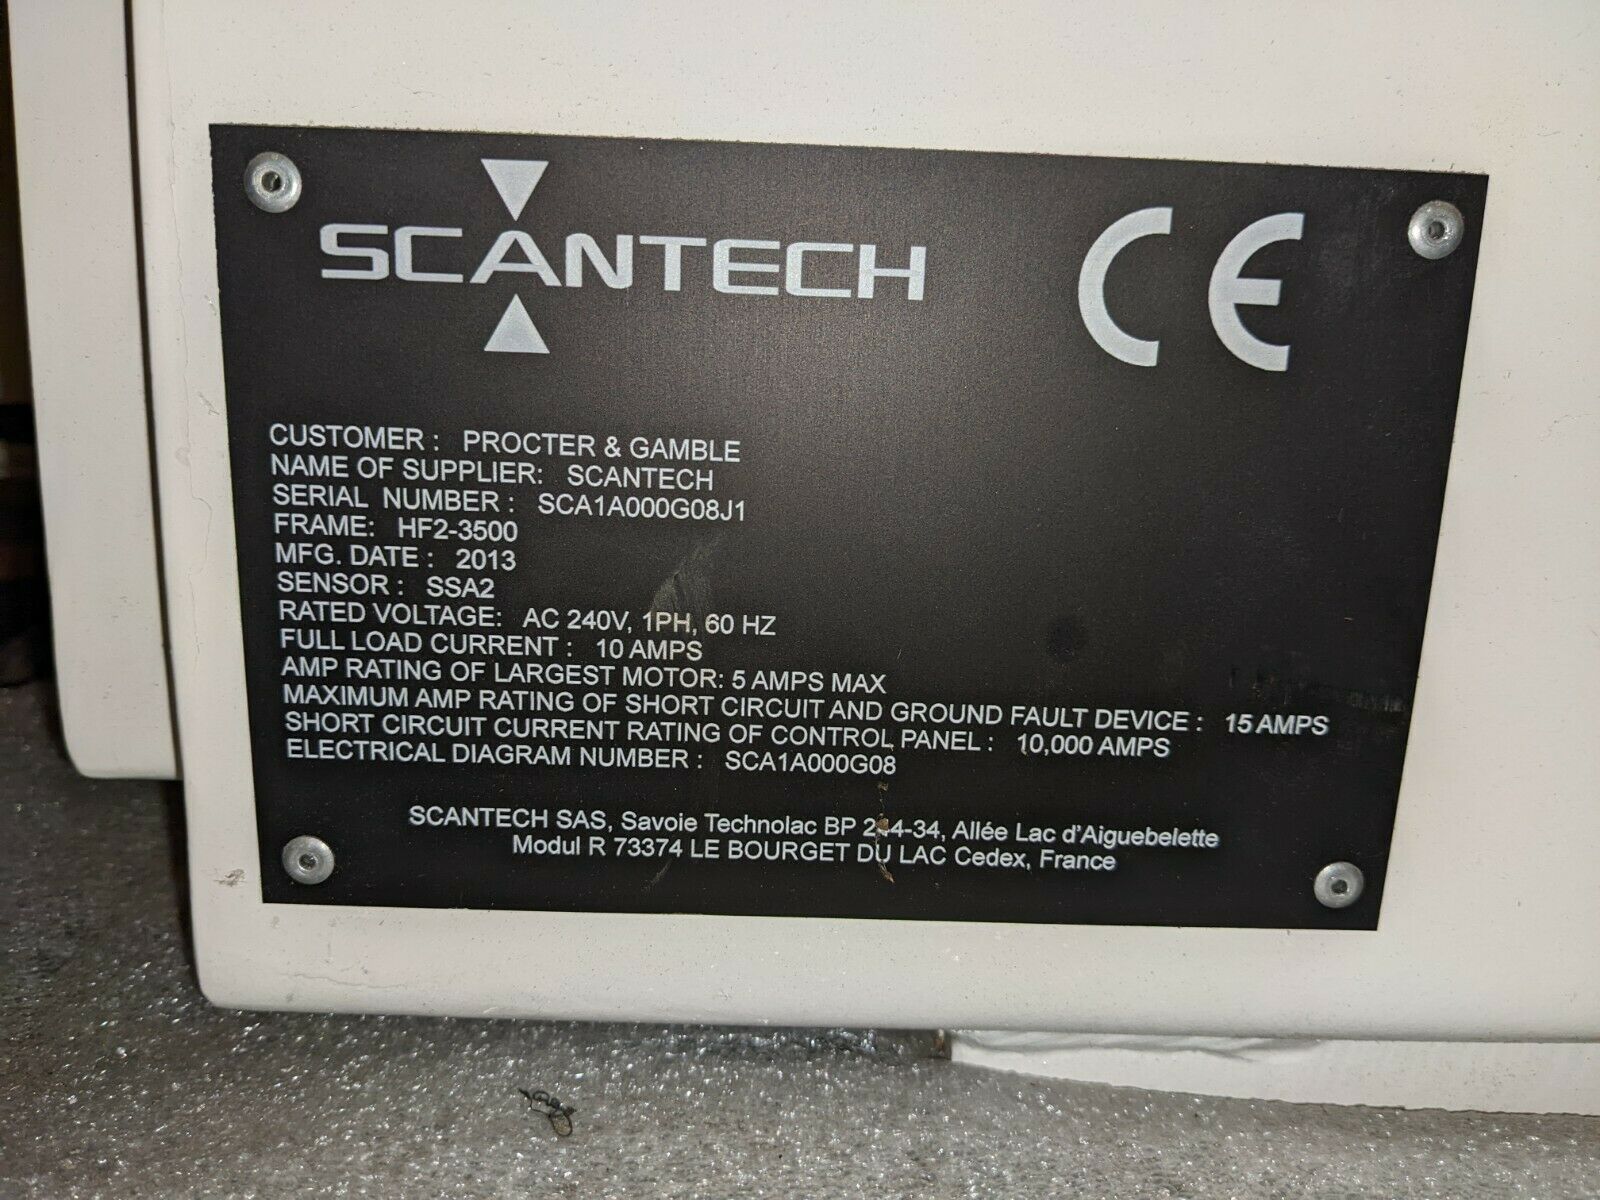 SCANTECH
CE
CUSTOMER : PROCTER & GAMBLE
NAME OF SUPPLIER: SCANTECH
SERIAL NUMBER : SCA1A000G08J1
FRAME: HF2-3500
MFG. DATE : 2013
SENSOR : SSA2
RATED VOLTAGE: AC 240V, 1PH, 60 HZ
FULL LOAD CURRENT : 10 AMPS
AMP RATING OF LARGEST MOTOR: 5 AMPS MAX
MAXIMUM AMP RATING OF SHORT CIRCUIT AND GROUND FAULT DEVICE : 15 AMPS
SHORT CIRCUIT CURRENT RATING OF CONTROL PANEL : 10,000 AMPS
ELECTRICAL DIAGRAM NUMBER : SCA1A000G08
SCANTECH SAS, Savoie Technolac BP 244-34, Allée Lac d'Aiguebelette
Modul R 73374 LE BOURGET DU LAC Cedex, France